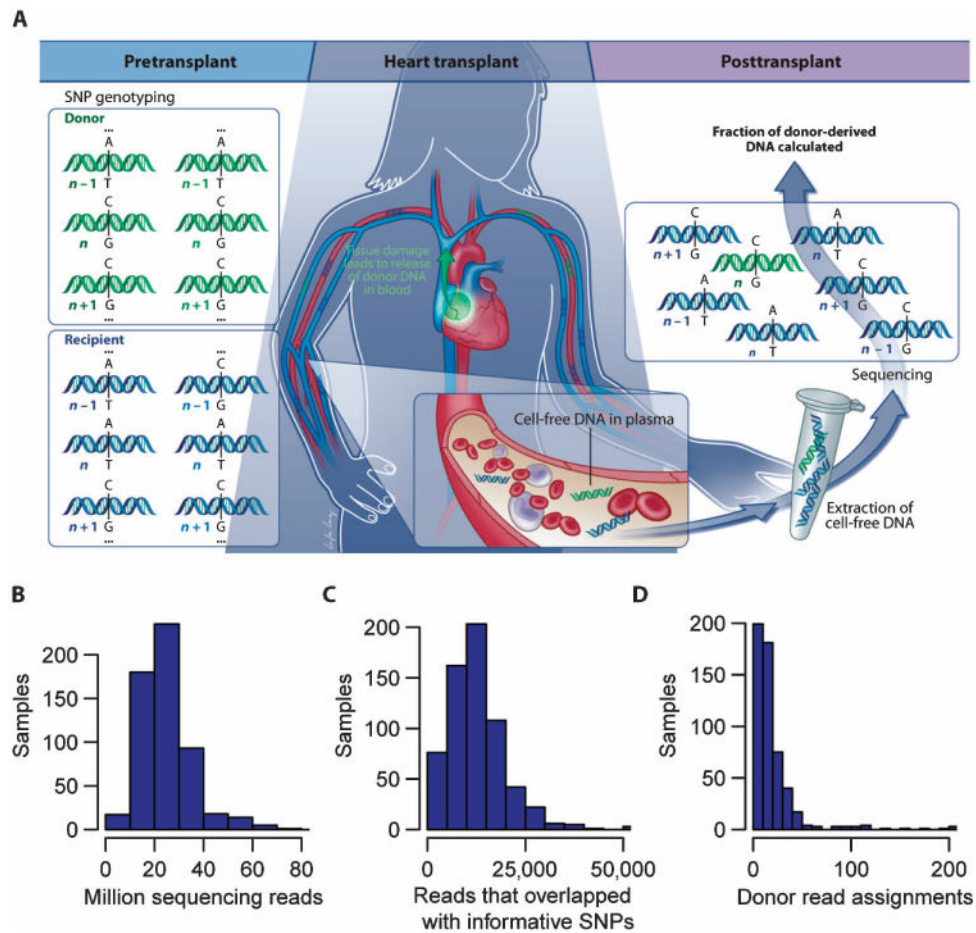 A
Pretransplant
Heart transplant
Posttransplant
SNP genotyping
Donor
... ...
A A
n – 1 T n – 1 T
C C
n G n G
C C
n + 1 G n + 1 G
... ...
Recipient
... ...
A C
n – 1 T n – 1 G
A A
n T n T
C C
n + 1 G n + 1 G
... ...
Tissue damage
leads to release
of donor DNA
in blood
Cell-free DNA in plasma
Fraction of donor-derived
DNA calculated
C A
n + 1 G n T
C
n G
C
n + 1 G
A
n – 1 T
A
n T
C
n – 1 G
Sequencing
Extraction of
cell-free DNA
B
Samples
200
150
100
50
0
0 20 40 60 80
Million sequencing reads
C
Samples
200
150
100
50
0
0 25,000 50,000
Reads that overlapped
with informative SNPs
D
Samples
200
150
100
50
0
0 100 200
Donor read assignments